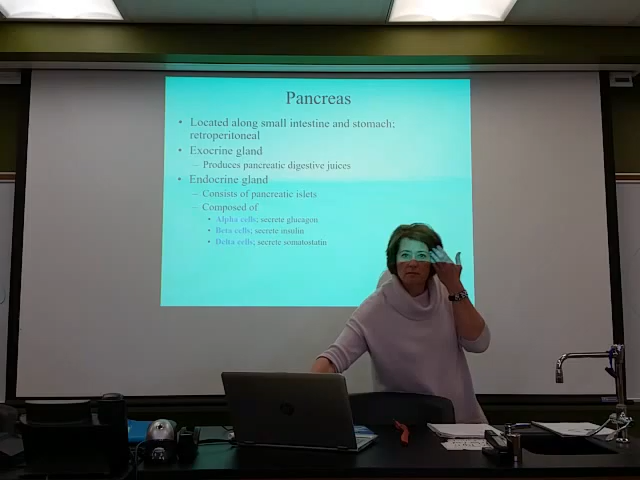 Pancreas
• Located along small intestine and stomach;
retroperitoneal
• Exocrine gland
– Produces pancreatic digestive juices
• Endocrine gland
– Consists of pancreatic islets
– Composed of
• Alpha cells; secrete glucagon
• Beta cells; secrete insulin
• Delta cells; secrete somatostatin